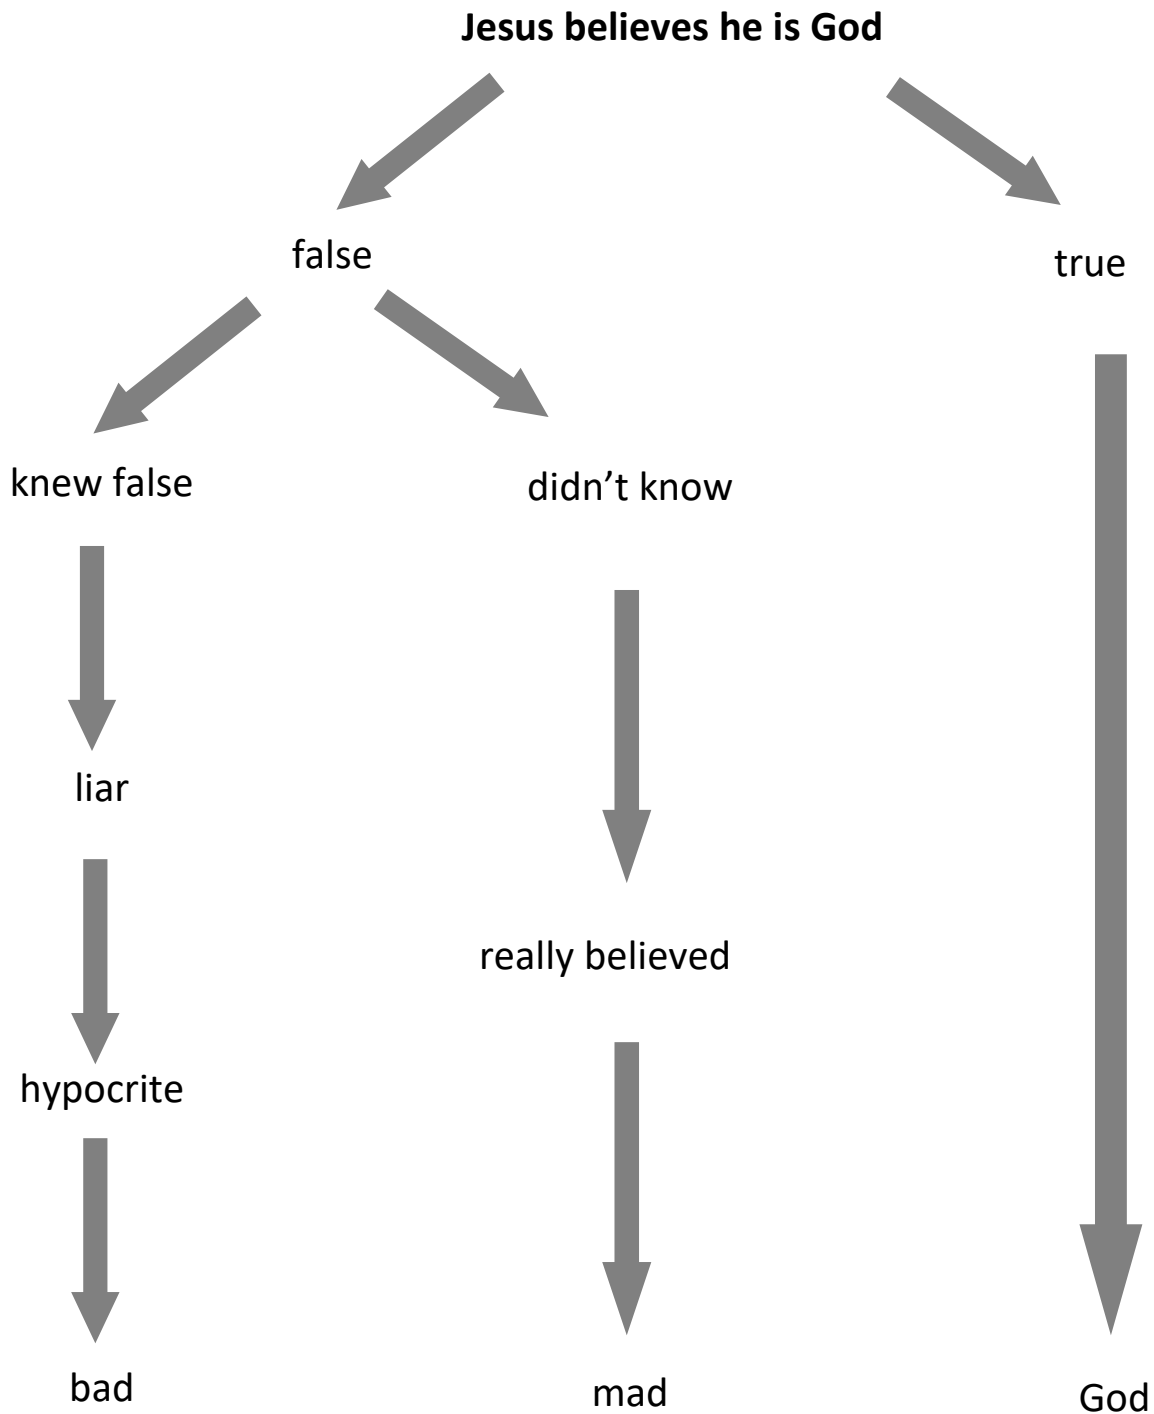 Jesus believes he is God
false
true
knew false
didn’t know
liar
really believed
hypocrite
bad
mad
God